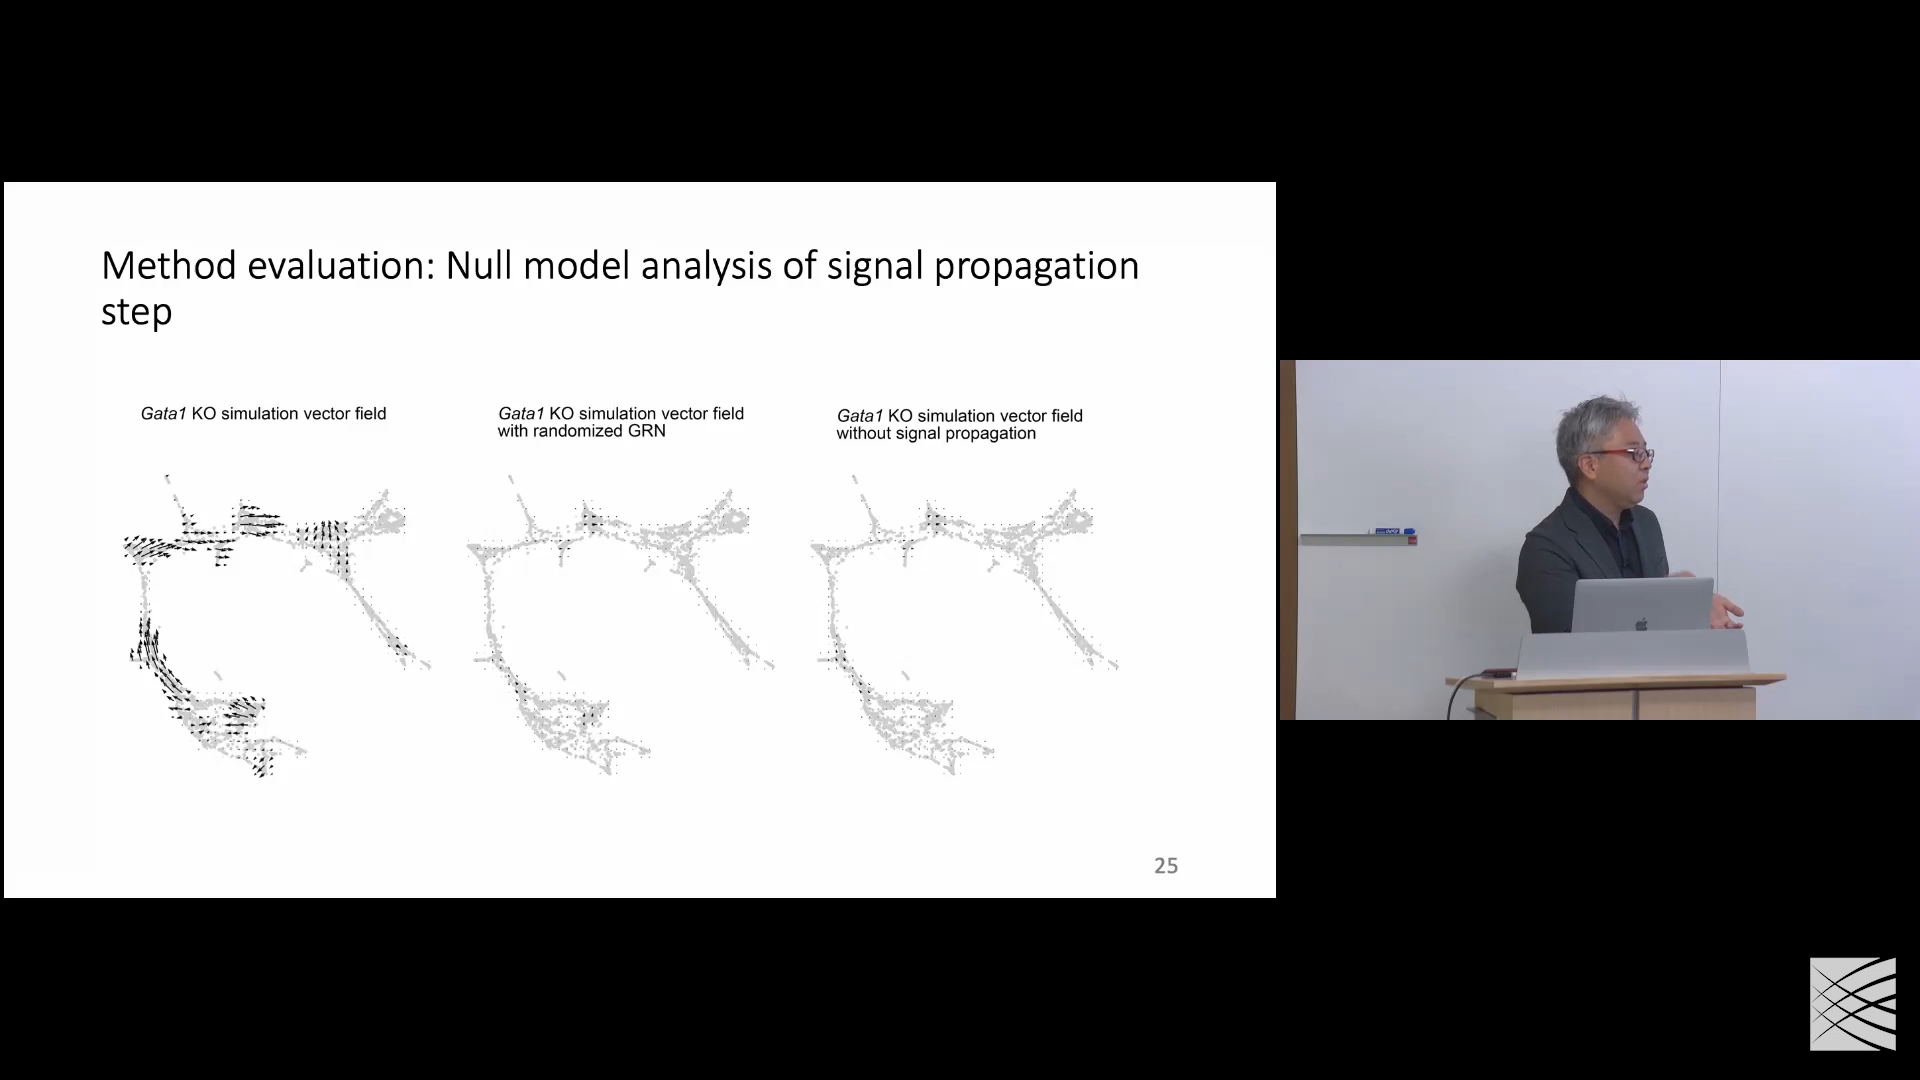 Method evaluation: Null model analysis of signal propagation
step
Gata1 KO simulation vector field
Gata1 KO simulation vector field
with randomized GRN
Gata1 KO simulation vector field
without signal propagation
25